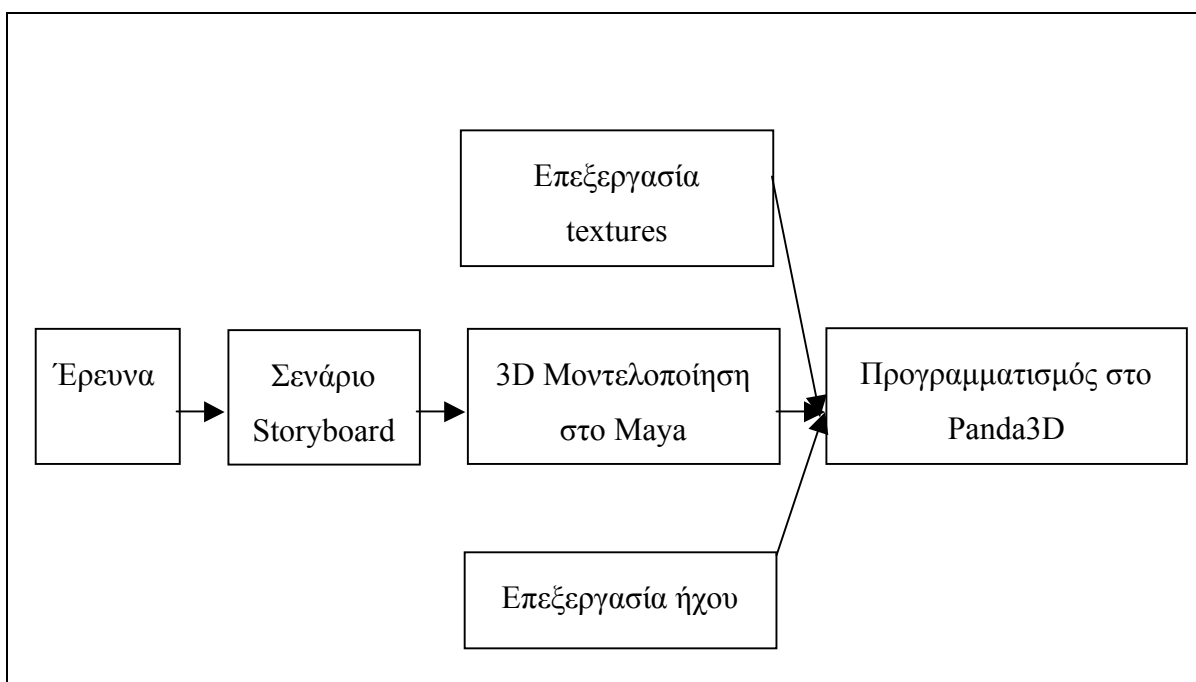 Επεξεργασία
textures
Έρευνα
Σενάριο
Storyboard
3D Μοντελοποίηση
στο Maya
Προγραμματισμός στο
Panda3D
Επεξεργασία ήχου